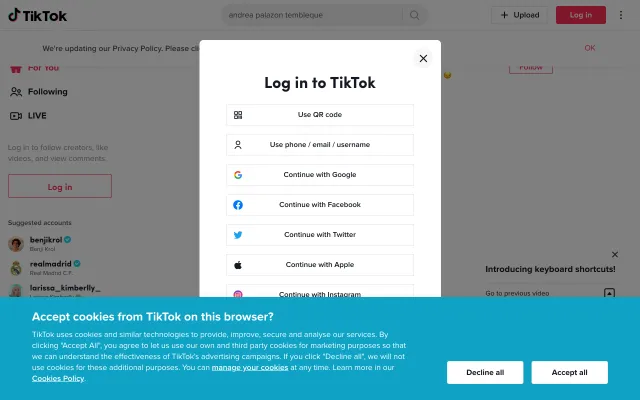 TikTok
andrea palazon tembleque
Upload
Log in
We're updating our Privacy Policy. Please
OK
For You
Following
LIVE
Follow
Log in to follow creators, like
videos, and view comments.
Log in
Suggested accounts
benjikrol
Benji Krol
realmadrid
Real Madrid C.F.
larissa_kimberlly_
Log in to TikTok
Use QR code
Use phone / email / username
Continue with Google
Continue with Facebook
Continue with Twitter
Continue with Apple
Continue with Instagram
Introducing keyboard shortcuts!
Go to previous video
Accept cookies from TikTok on this browser?
TikTok uses cookies and similar technologies to provide, improve, secure and analyse our services. By
clicking "Accept All", you agree to let us use our own and third party cookies for marketing purposes so that
we can understand the effectiveness of TikTok's advertising campaigns. If you click "Decline all", we will not
use cookies for these additional purposes. You can manage your cookies at any time. Learn more in our
Cookies Policy.
Decline all
Accept all